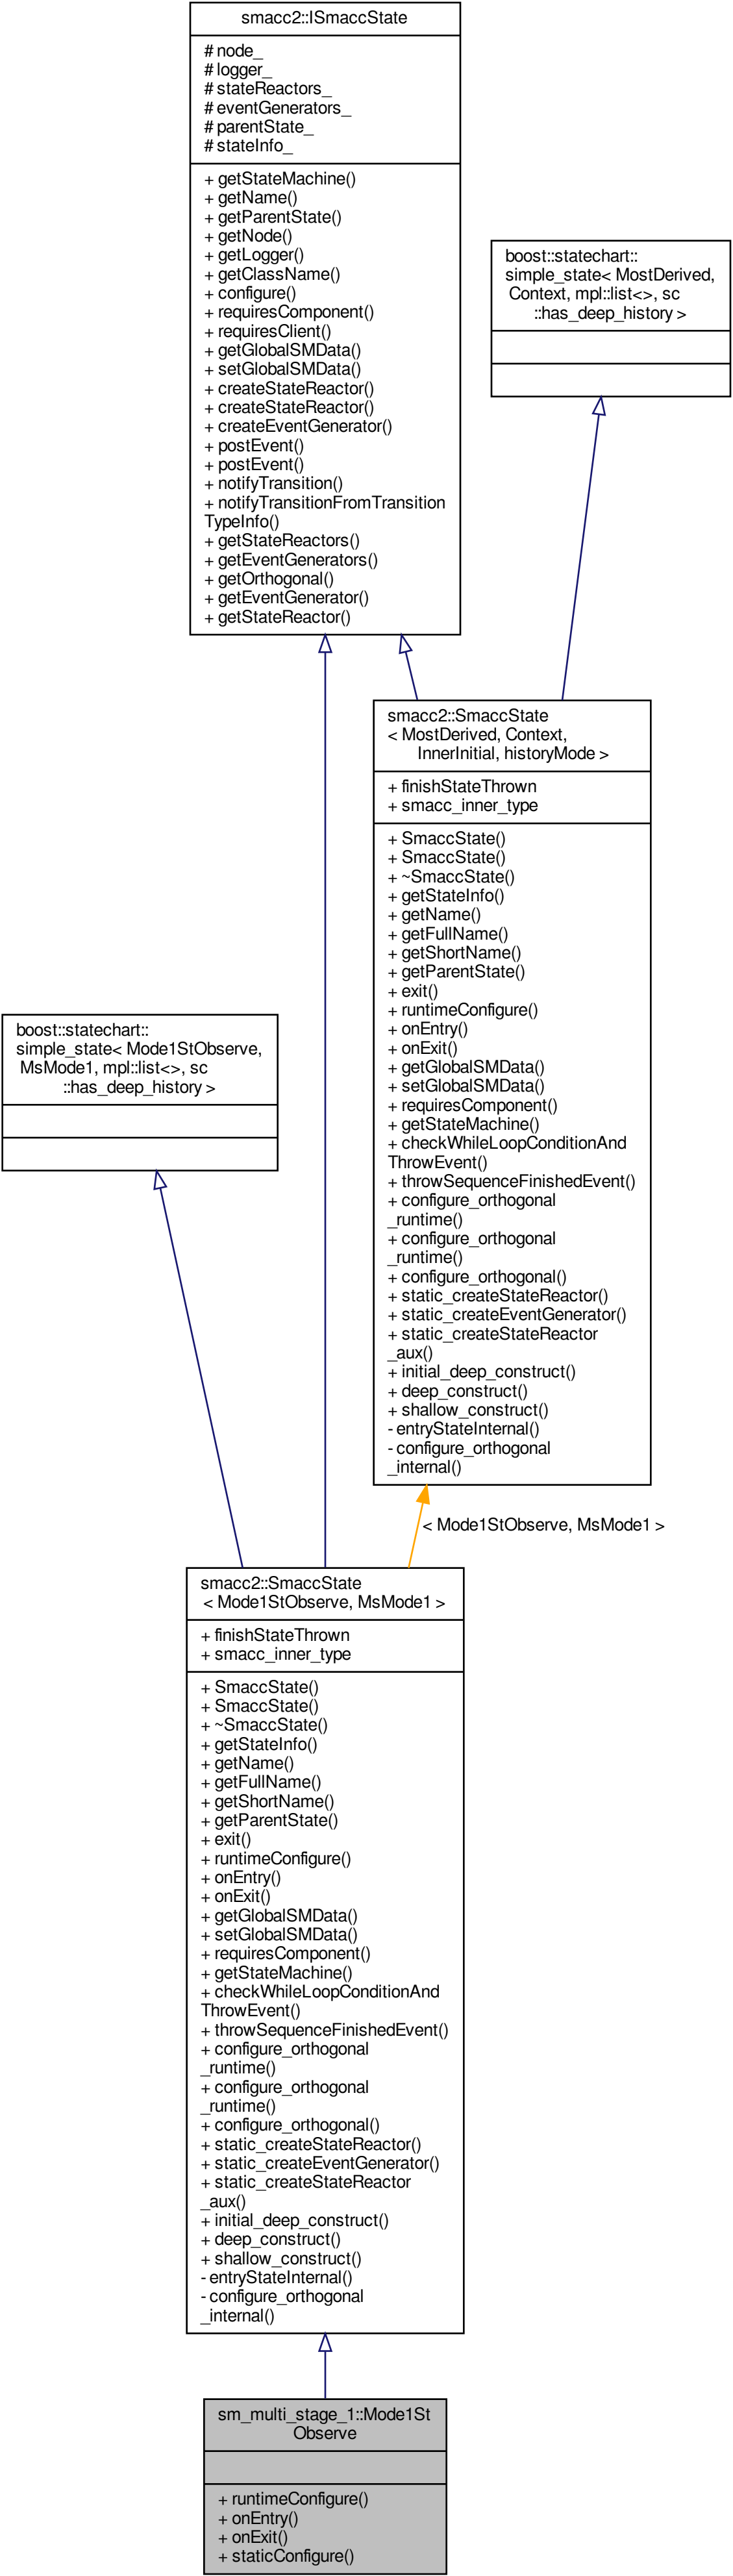 smacc2::ISmaccState
# node_
# logger_
# stateReactors_
# eventGenerators_
# parentState_
# stateInfo_
+ getStateMachine()
+ getName()
+ getParentState()
+ getNode()
+ getLogger()
+ getClassName()
+ configure()
+ requiresComponent()
+ requiresClient()
+ getGlobalSMData()
+ setGlobalSMData()
+ createStateReactor()
+ createStateReactor()
+ createEventGenerator()
+ postEvent()
+ postEvent()
+ notifyTransition()
+ notifyTransitionFromTransition
TypeInfo()
+ getStateReactors()
+ getEventGenerators()
+ getOrthogonal()
+ getEventGenerator()
+ getStateReactor()
boost::statechart::
simple_state< MostDerived,
Context, mpl::list<>, sc
::has_deep_history >
smacc2::SmaccState
< MostDerived, Context,
InnerInitial, historyMode >
+ finishStateThrown
+ smacc_inner_type
+ SmaccState()
+ SmaccState()
+ ~SmaccState()
+ getStateInfo()
+ getName()
+ getFullName()
+ getShortName()
+ getParentState()
+ exit()
+ runtimeConfigure()
+ onEntry()
+ onExit()
+ getGlobalSMData()
+ setGlobalSMData()
+ requiresComponent()
+ getStateMachine()
+ checkWhileLoopConditionAnd
ThrowEvent()
+ throwSequenceFinishedEvent()
+ configure_orthogonal
_runtime()
+ configure_orthogonal
_runtime()
+ configure_orthogonal()
+ static_createStateReactor()
+ static_createEventGenerator()
+ static_createStateReactor
_aux()
+ initial_deep_construct()
+ deep_construct()
+ shallow_construct()
- entryStateInternal()
- configure_orthogonal
_internal()
boost::statechart::
simple_state< Mode1StObserve,
MsMode1, mpl::list<>, sc
::has_deep_history >
< Mode1StObserve, MsMode1 >
smacc2::SmaccState
< Mode1StObserve, MsMode1 >
+ finishStateThrown
+ smacc_inner_type
+ SmaccState()
+ SmaccState()
+ ~SmaccState()
+ getStateInfo()
+ getName()
+ getFullName()
+ getShortName()
+ getParentState()
+ exit()
+ runtimeConfigure()
+ onEntry()
+ onExit()
+ getGlobalSMData()
+ setGlobalSMData()
+ requiresComponent()
+ getStateMachine()
+ checkWhileLoopConditionAnd
ThrowEvent()
+ throwSequenceFinishedEvent()
+ configure_orthogonal
_runtime()
+ configure_orthogonal
_runtime()
+ configure_orthogonal()
+ static_createStateReactor()
+ static_createEventGenerator()
+ static_createStateReactor
_aux()
+ initial_deep_construct()
+ deep_construct()
+ shallow_construct()
- entryStateInternal()
- configure_orthogonal
_internal()
sm_multi_stage_1::Mode1St
Observe
+ runtimeConfigure()
+ onEntry()
+ onExit()
+ staticConfigure()